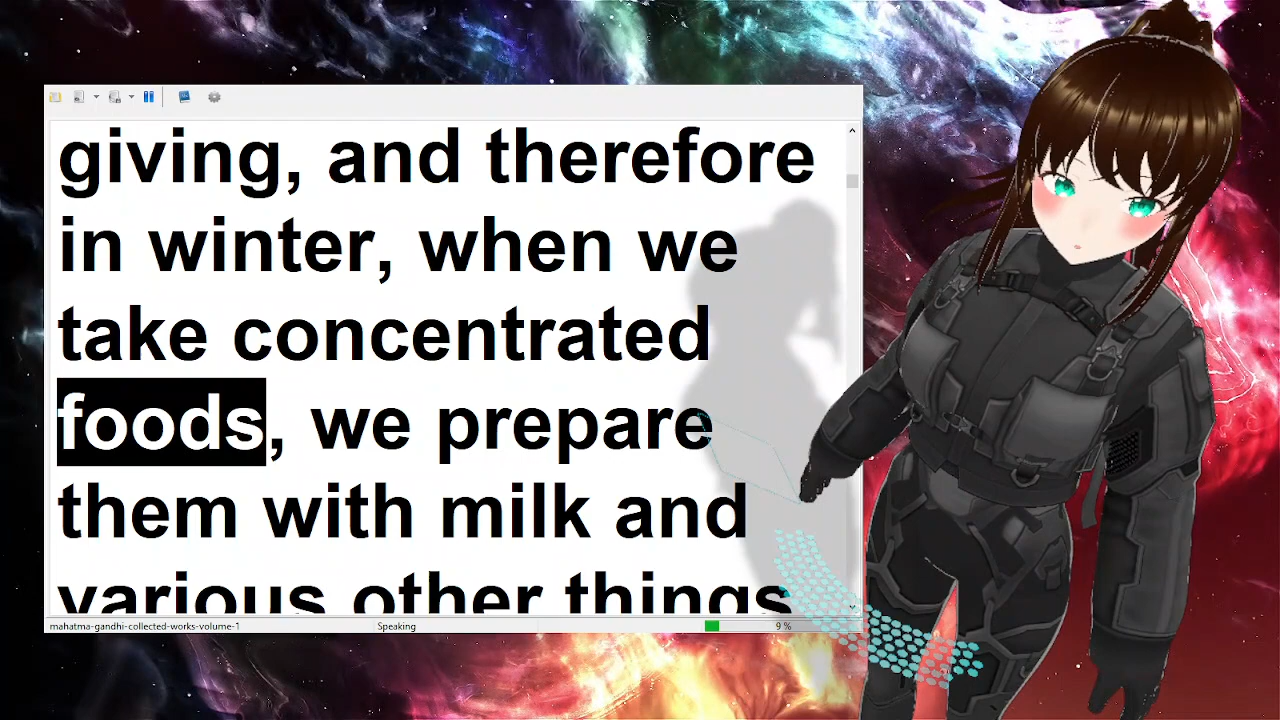 giving, and therefore
in winter, when we
take concentrated
foods, we prepare
them with milk and
various other things
mahatma-gandhi-collected-works-volume-1 Speaking 9 %